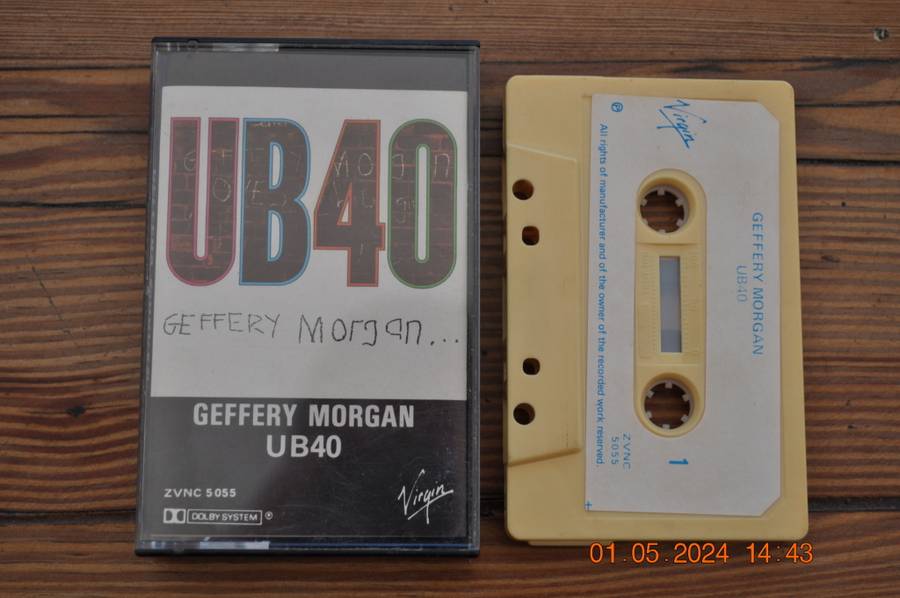 UB40
GEFFERY Morgan...
GEFFERY MORGAN
UB40
ZVNC 5055
DOLBY SYSTEM ®
Virgin
Virgin
GEFFERY MORGAN
UB40
℗ All rights of manufacturer and of the owner of the recorded work reserved.
ZVNC
5055
1
01.05.2024 14:43